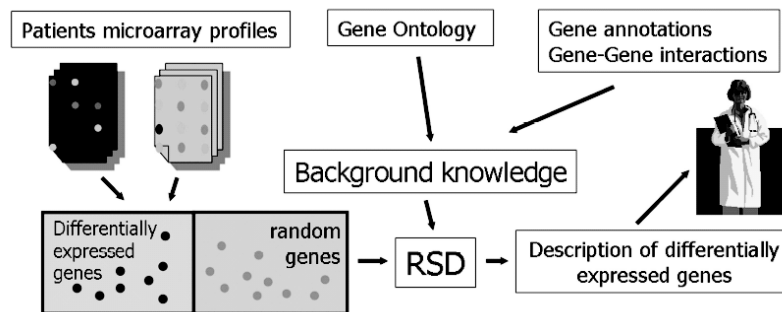 Patients microarray profiles
Gene Ontology
Gene annotations
Gene-Gene interactions
Background knowledge
Differentially
expressed
genes
random
genes
RSD
Description of differentially
expressed genes